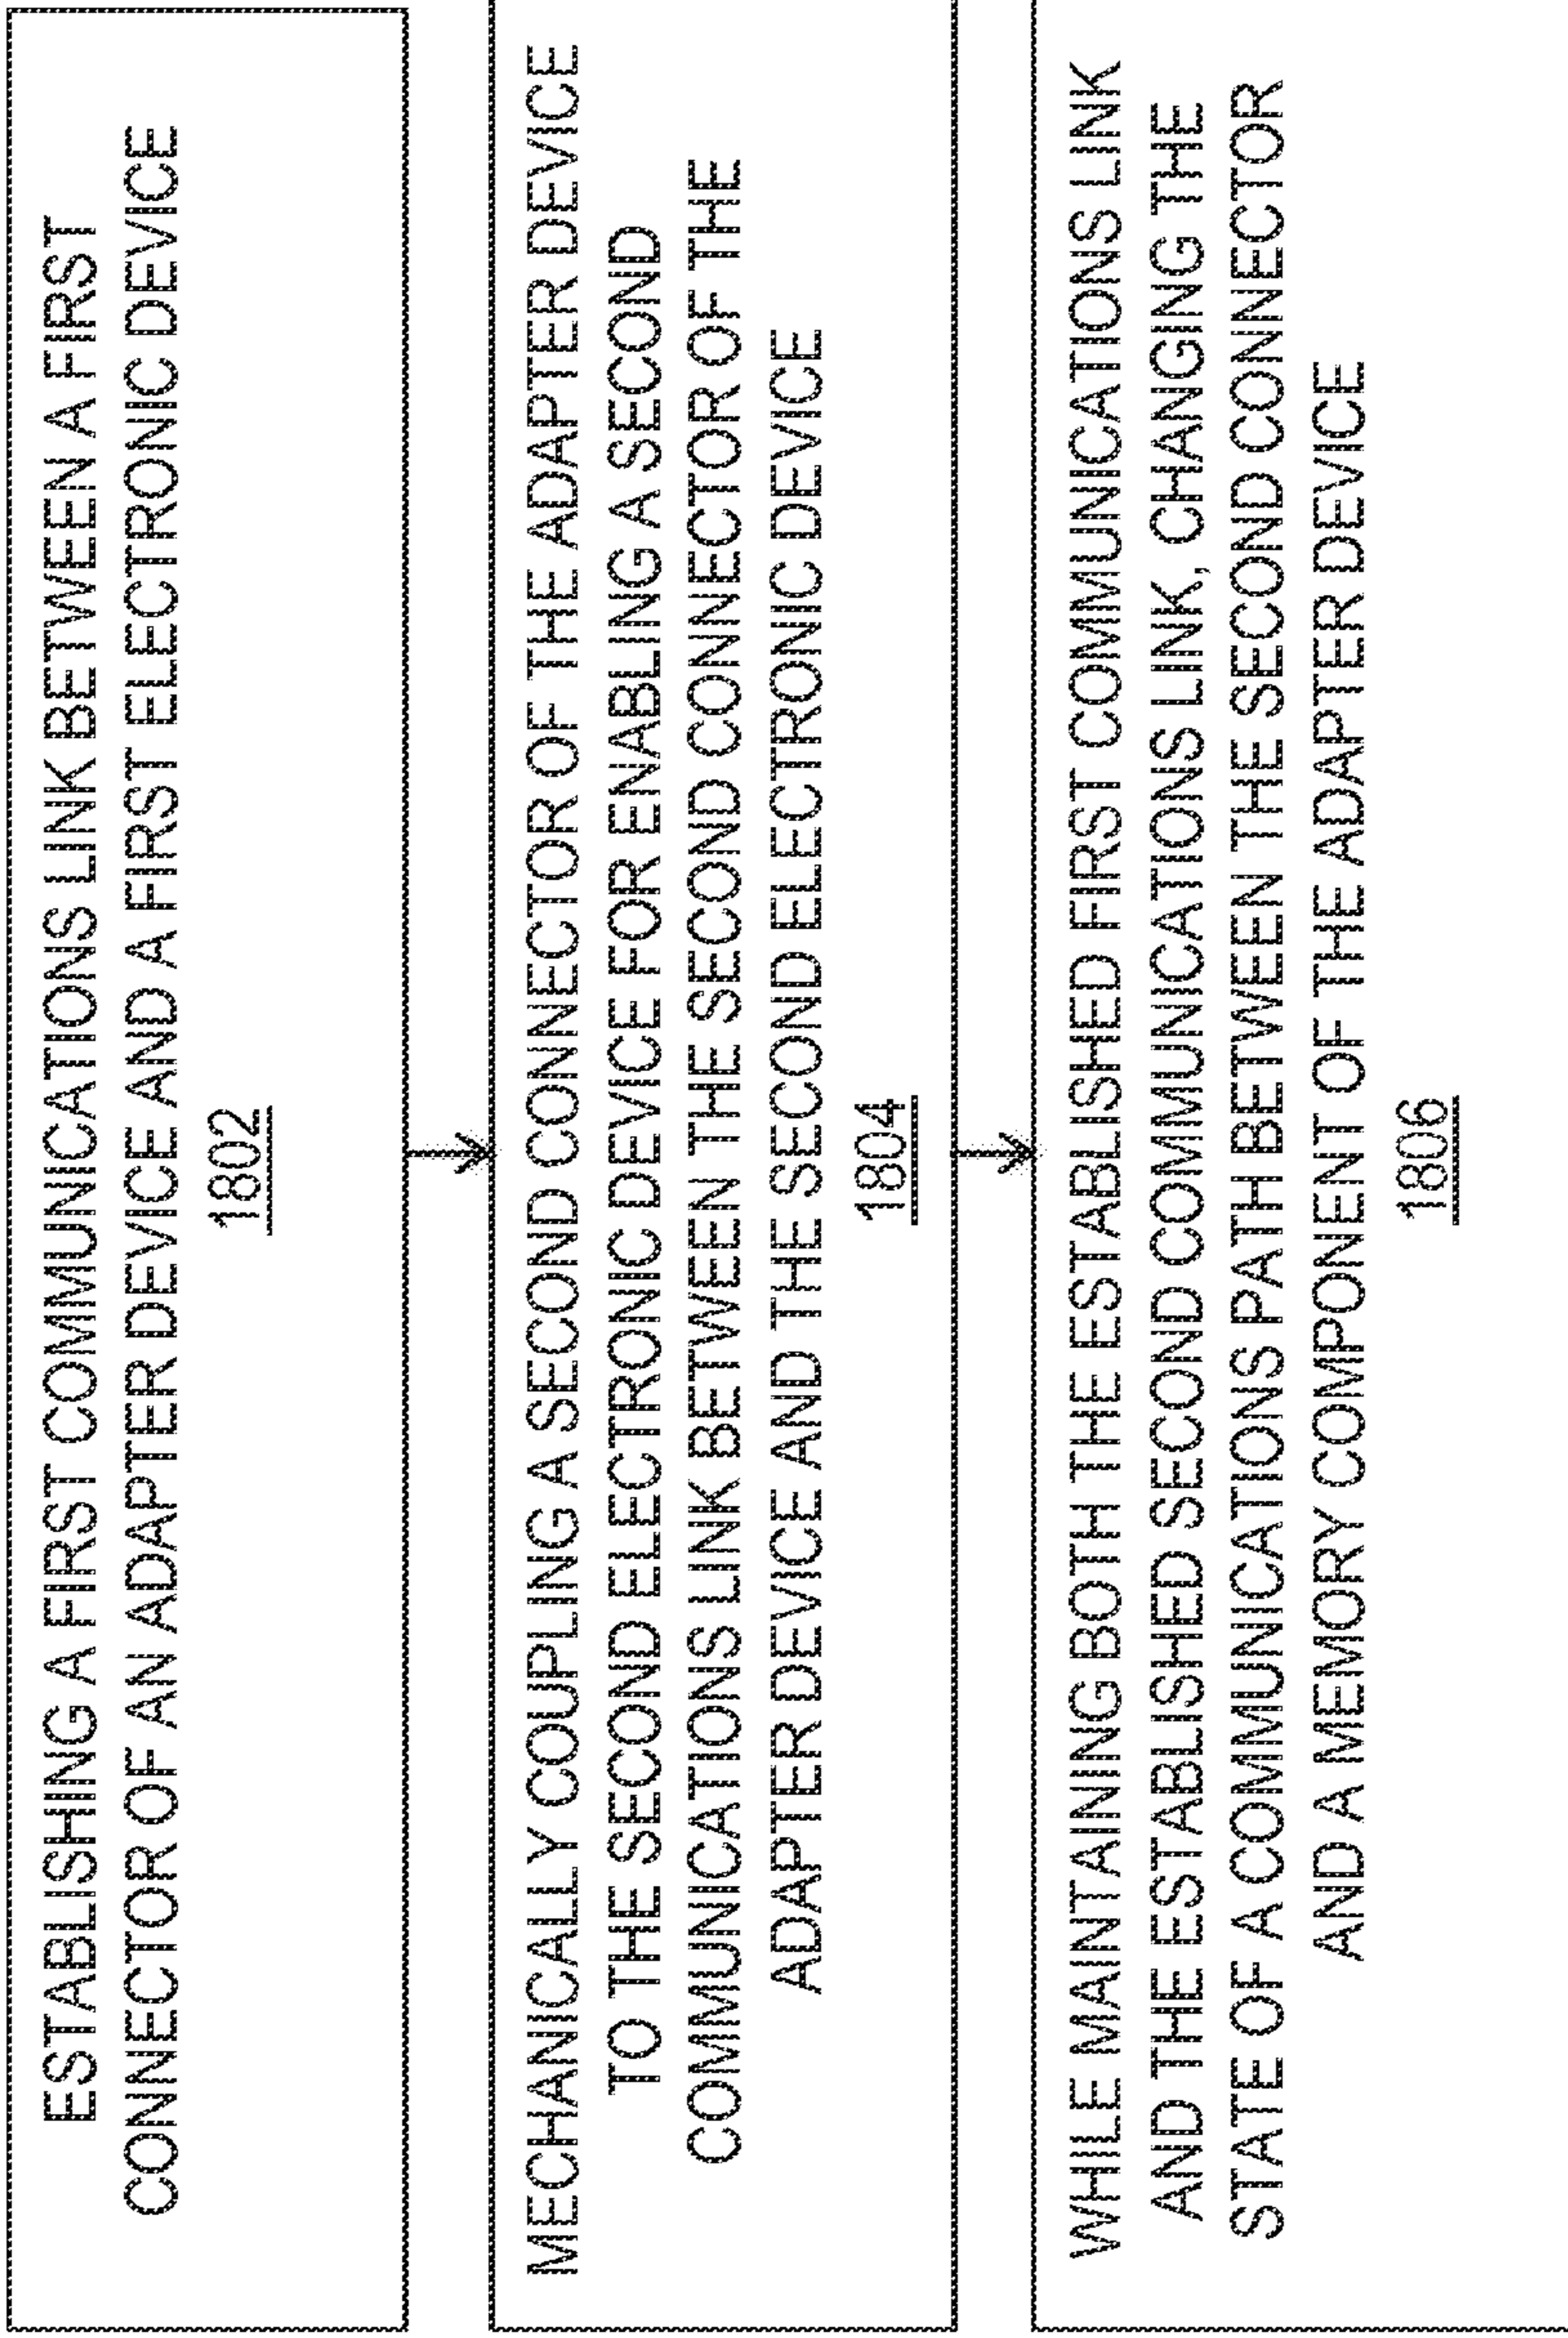 ESTABLISHING A FIRST COMMUNICATIONS LINK BETWEEN A FIRST
CONNECTOR OF AN ADAPTER DEVICE AND A FIRST ELECTRONIC DEVICE
1802
MECHANICALLY COUPLING A SECOND CONNECTOR OF THE ADAPTER DEVICE
TO THE SECOND ELECTRONIC DEVICE FOR ENABLING A SECOND
COMMUNICATIONS LINK BETWEEN THE SECOND CONNECTOR OF THE
ADAPTER DEVICE AND THE SECOND ELECTRONIC DEVICE
1804
WHILE MAINTAINING BOTH THE ESTABLISHED FIRST COMMUNICATIONS LINK
AND THE ESTABLISHED SECOND COMMUNICATIONS LINK, CHANGING THE
STATE OF A COMMUNICATIONS PATH BETWEEN THE SECOND CONNECTOR
AND A MEMORY COMPONENT OF THE ADAPTER DEVICE
1806